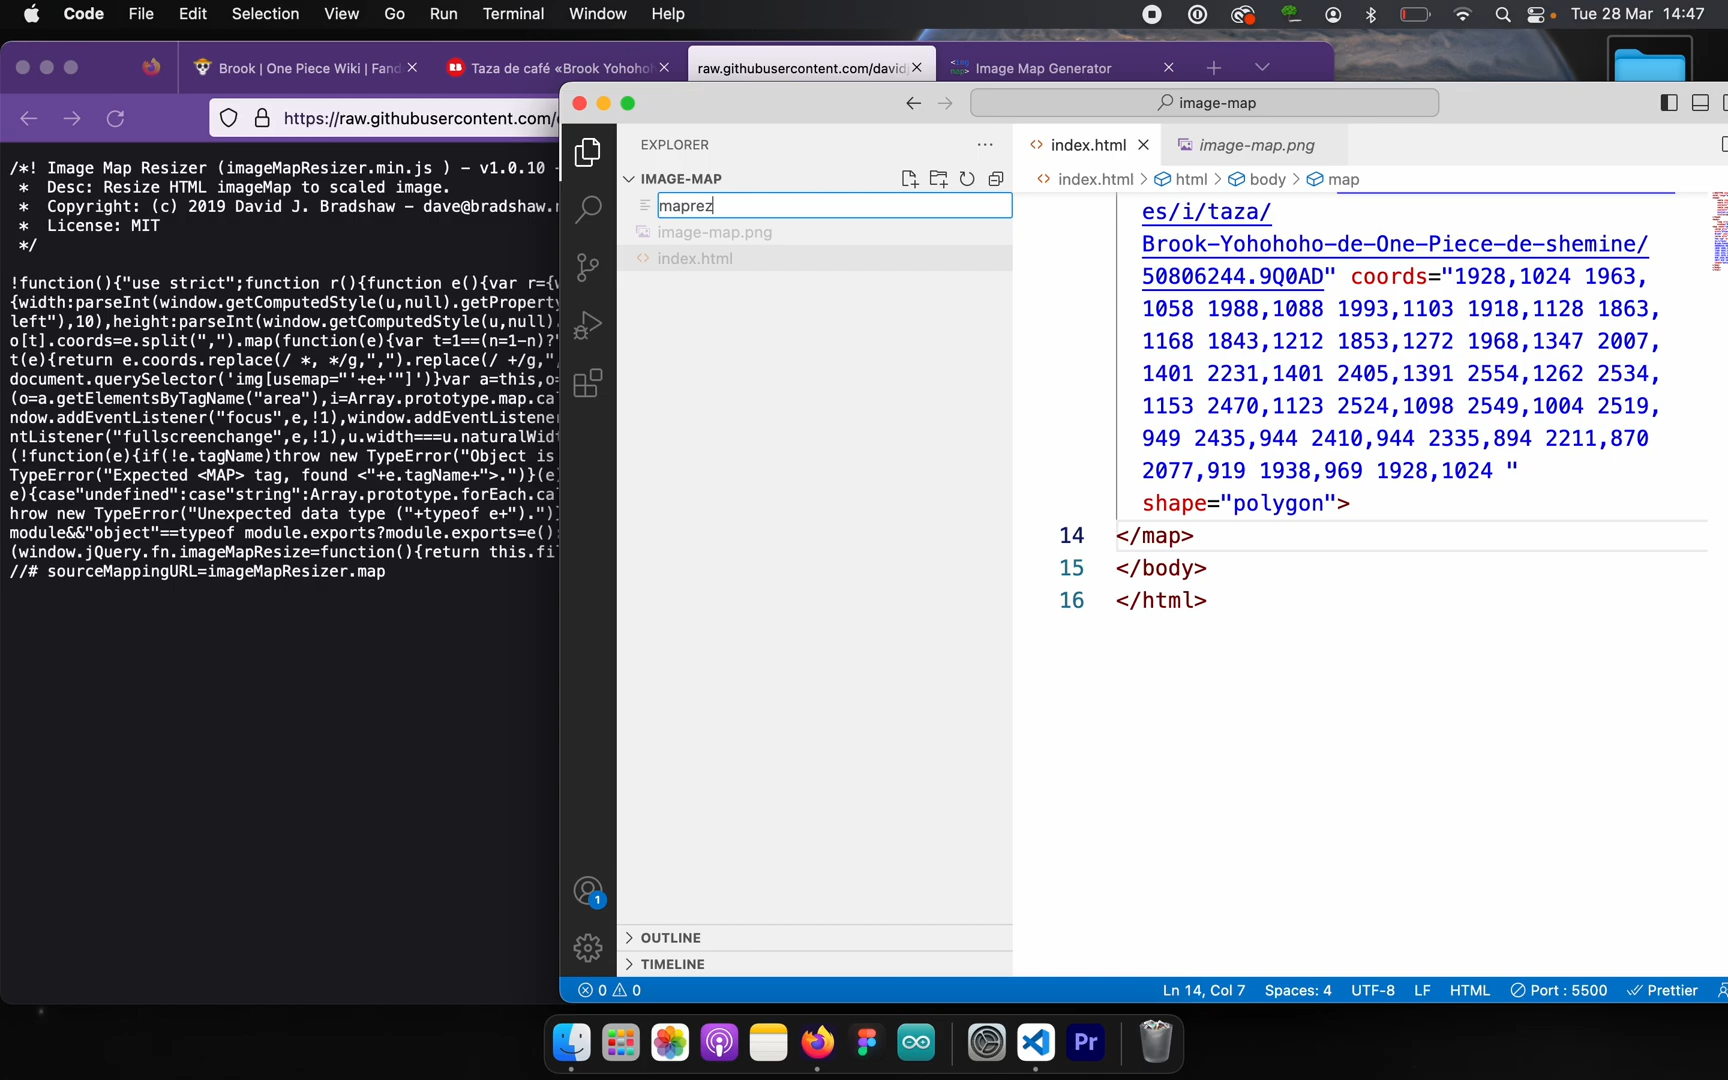 Code File Edit Selection View Go Run Terminal Window Help Tue 28 Mar 14:47
Brook | One Piece Wiki | Fand
Taza de café «Brook Yohoho
raw.githubusercontent.com/david
Image Map Generator
https://raw.githubusercontent.com/
/*! Image Map Resizer (imageMapResizer.min.js ) - v1.0.10 -
* Desc: Resize HTML imageMap to scaled image.
* Copyright: (c) 2019 David J. Bradshaw - dave@bradshaw.n
* License: MIT
*/
!function(){"use strict";function r(){function e(){var r={w
{width:parseInt(window.getComputedStyle(u,null).getProperty
left"),10),height:parseInt(window.getComputedStyle(u,null).
o[t].coords=e.split(",").map(function(e){var t=1==(n=1-n)?"
t(e){return e.coords.replace(/ *, */g,",").replace(/ +/g,",
document.querySelector('img[usemap="'+e+'"]')}var a=this,o=
(o=a.getElementsByTagName("area"),i=Array.prototype.map.ca
ndow.addEventListener("focus",e,!1),window.addEventListene
ntListener("fullscreenchange",e,!1),u.width===u.naturalWid
(!function(e){if(!e.tagName)throw new TypeError("Object is
TypeError("Expected <MAP> tag, found <"+e.tagName+">.")}(e
e){case"undefined":case"string":Array.prototype.forEach.ca
hrow new TypeError("Unexpected data type ("+typeof e+").")
module&&"object"==typeof module.exports?module.exports=e():
(window.jQuery.fn.imageMapResize=function(){return this.fi
//# sourceMappingURL=imageMapResizer.map
image-map
EXPLORER
IMAGE-MAP
maprez
image-map.png
index.html
OUTLINE
TIMELINE
1
index.html
image-map.png
index.html > html > body > map
es/i/taza/
Brook-Yohohoho-de-One-Piece-de-shemine/
50806244.9Q0AD" coords="1928,1024 1963,
1058 1988,1088 1993,1103 1918,1128 1863,
1168 1843,1212 1853,1272 1968,1347 2007,
1401 2231,1401 2405,1391 2554,1262 2534,
1153 2470,1123 2524,1098 2549,1004 2519,
949 2435,944 2410,944 2335,894 2211,870
2077,919 1938,969 1928,1024 "
shape="polygon">
14 </map>
15 </body>
16 </html>
0 0 Ln 14, Col 7 Spaces: 4 UTF-8 LF HTML Port : 5500 Prettier
Pr